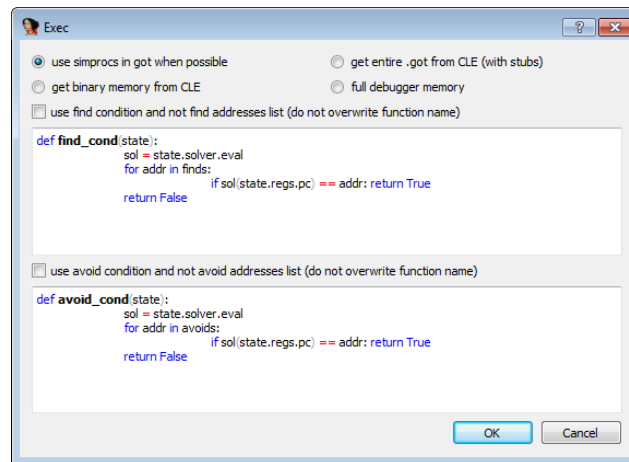 Exec
use simprocs in got when possible
get entire .got from CLE (with stubs)
get binary memory from CLE
full debugger memory
use find condition and not find addresses list (do not overwrite function name)
def find_cond(state):
sol = state.solver.eval
for addr in finds:
if sol(state.regs.pc) == addr: return True
return False
use avoid condition and not avoid addresses list (do not overwrite function name)
def avoid_cond(state):
sol = state.solver.eval
for addr in avoids:
if sol(state.regs.pc) == addr: return True
return False
OK
Cancel